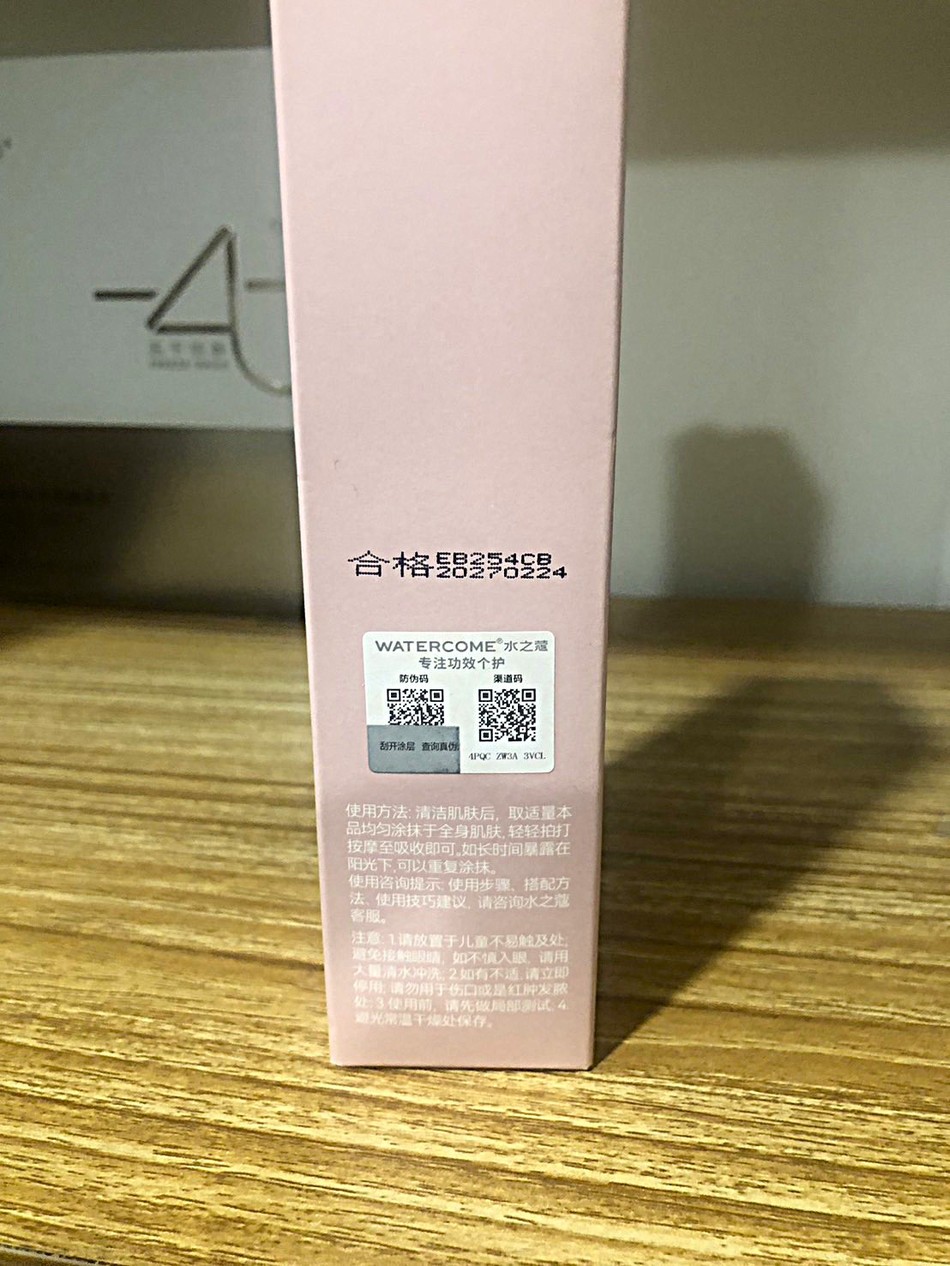 合格EB254CB
20270224
WATERCOME®水之蔻
专注功效个护
防伪码 渠道码
刮开涂层 查询真伪
4PQC ZW3A 3VCL
使用方法: 清洁肌肤后, 取适量本
品均匀涂抹于全身肌肤, 轻轻拍打
按摩至吸收即可。如长时间暴露在
阳光下,可以重复涂抹。
使用咨询提示: 使用步骤、搭配方
法、使用技巧建议, 请咨询水之蔻
客服。
注意: 1.请放置于儿童不易触及处;
避免接触眼睛, 如不慎入眼, 请用
大量清水冲洗; 2.如有不适,请立即
停用; 请勿用于伤口或是红肿发脓
处; 3.使用前, 请先做局部测试; 4.
避光常温干燥处保存。